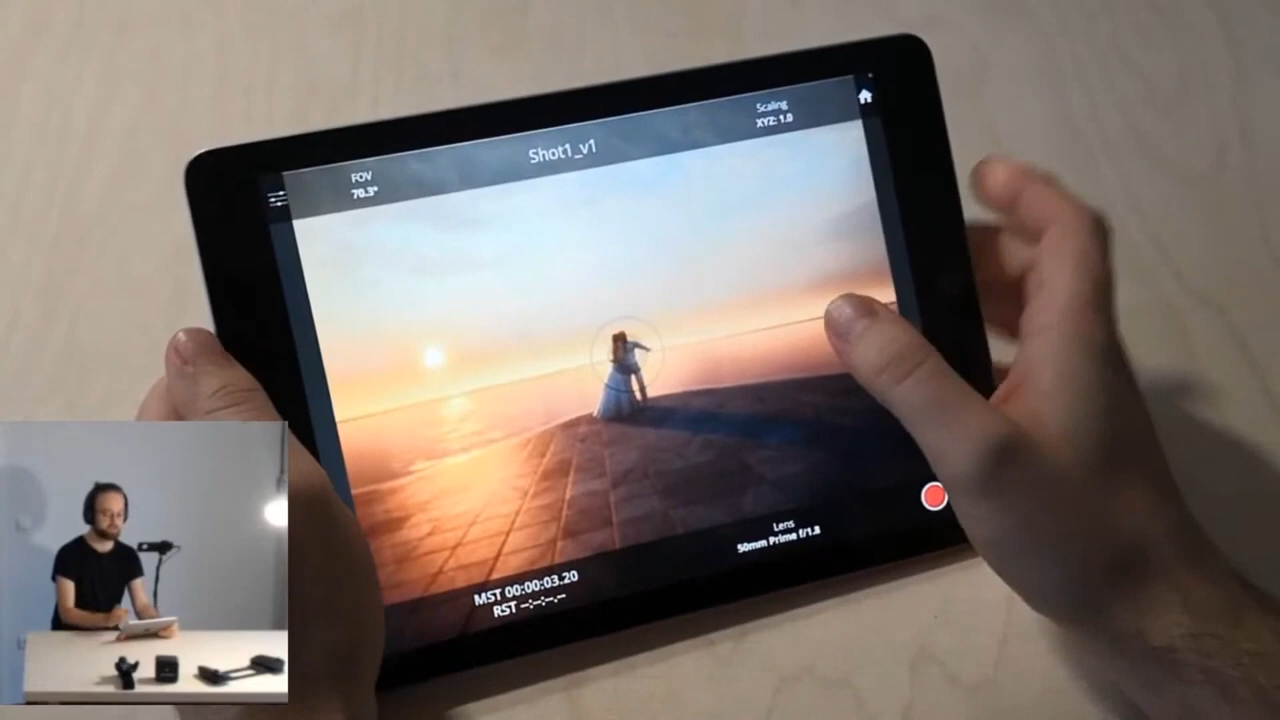 Scaling
XYZ: 1.0
Shot1_v1
FOV
70.3°
Lens
50mm Prime f/1.8
MST 00:00:03.20
RST --:--:--.--